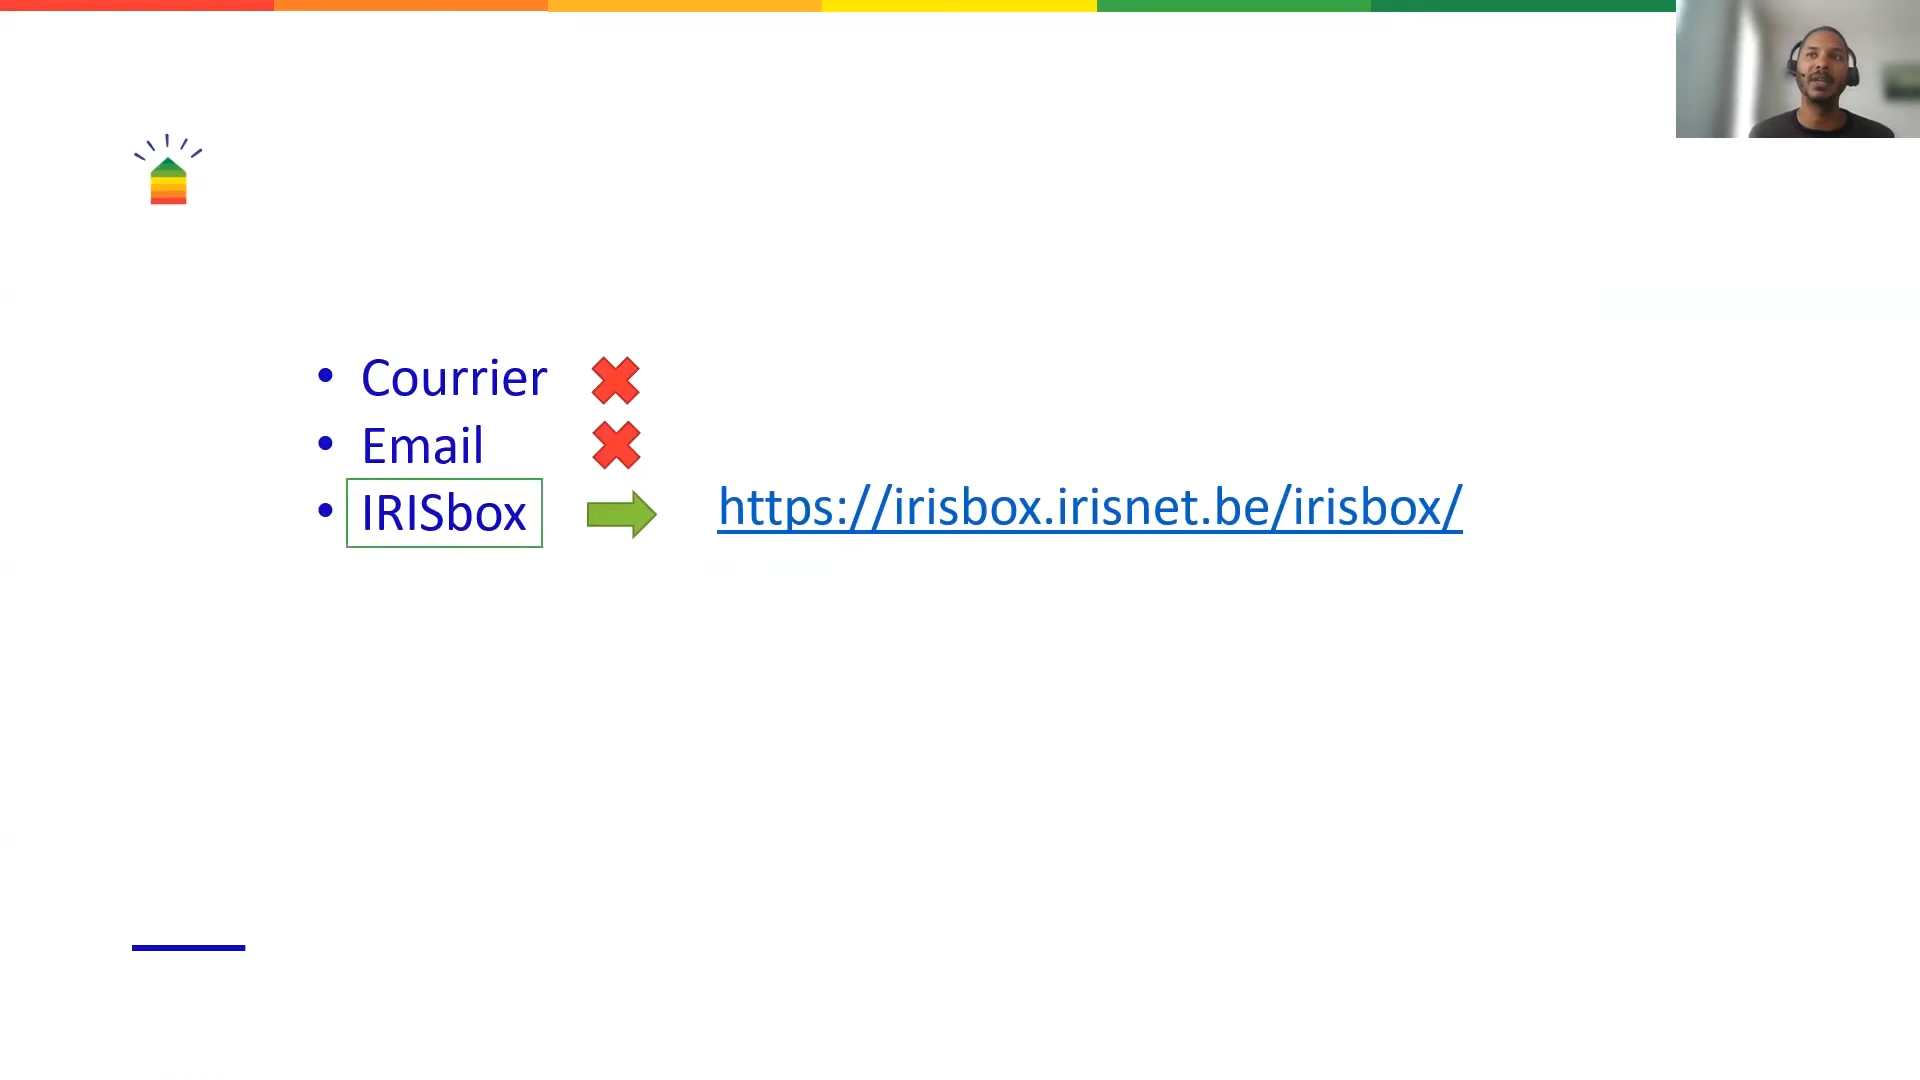 • Courrier
• Email
• IRISbox
https://irisbox.irisnet.be/irisbox/